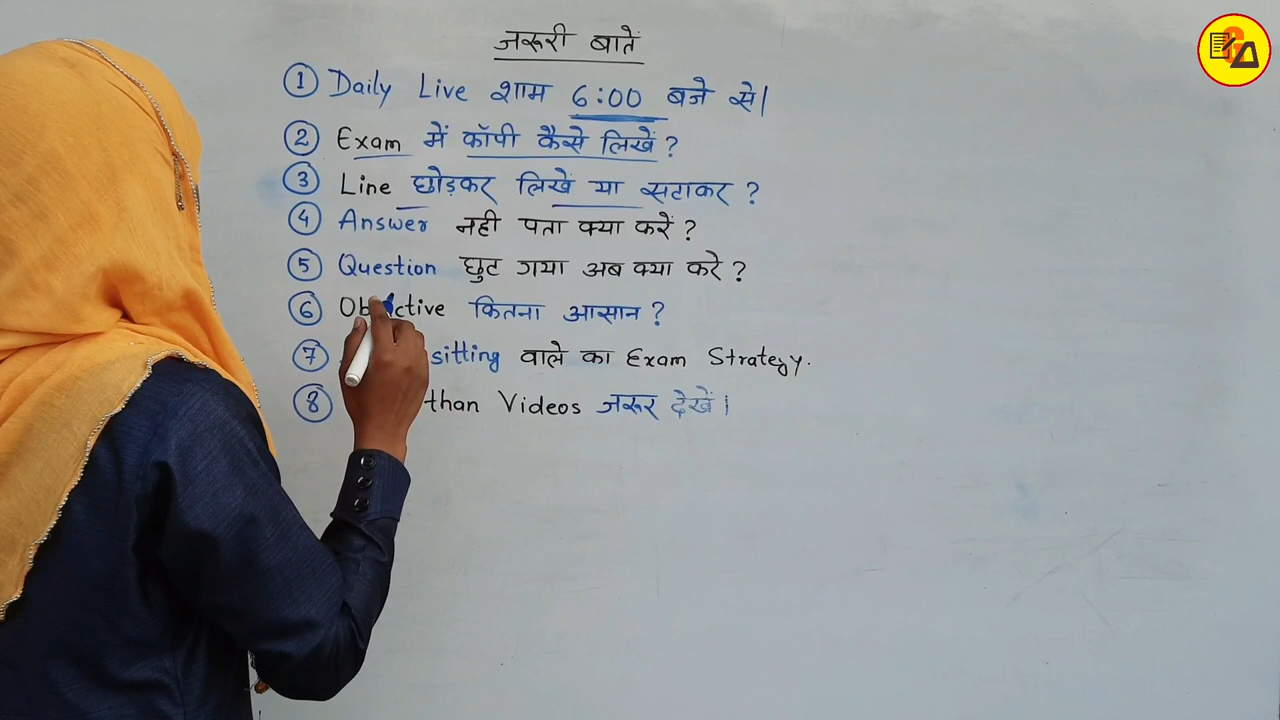 जरूरी बातें
① Daily Live शाम 6:00 बजे से।
② Exam में कॉपी कैसे लिखें ?
③ Line छोड़कर लिखें या सटाकर ?
④ Answer नही पता क्या करें ?
⑤ Question छुट गया अब क्या करे ?
⑥ कितना आसान ?
⑦ sitting वाले का Exam Strategy.
⑧ than Videos जरूर देखें।